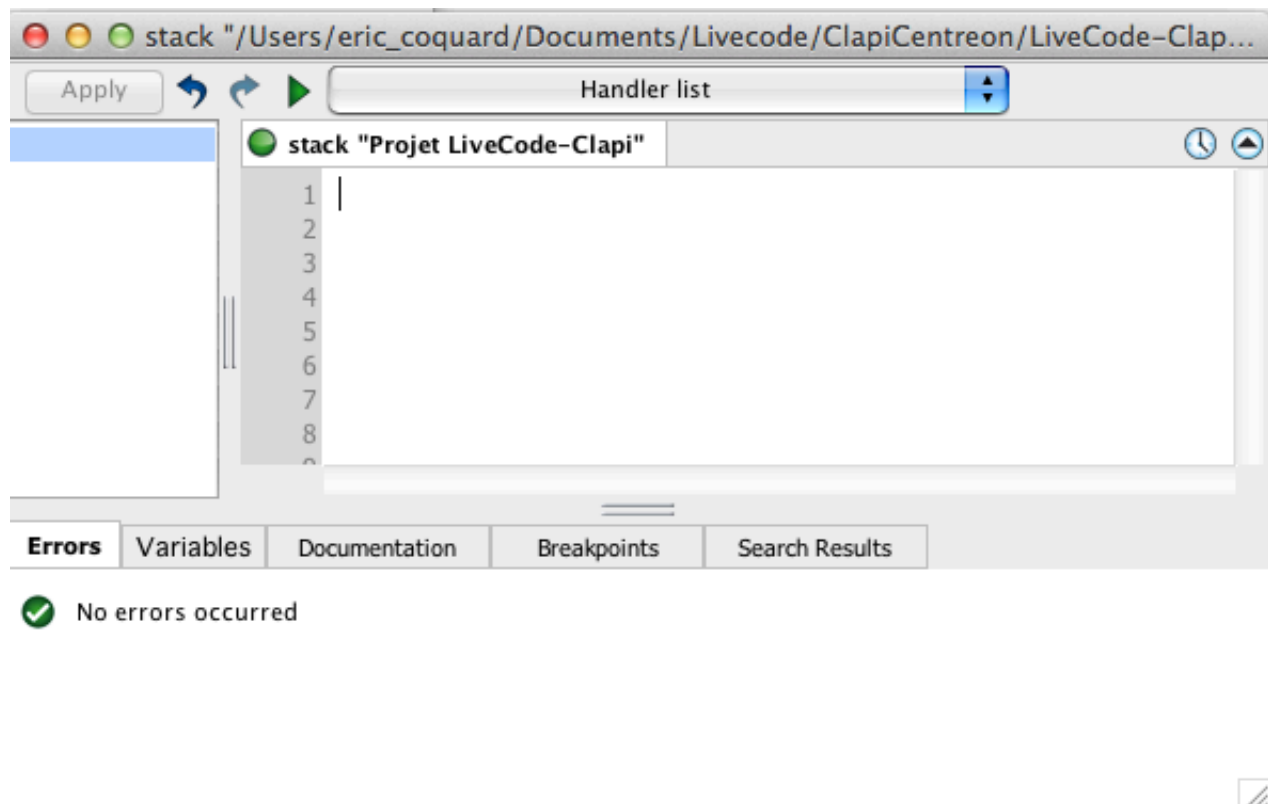 stack "/Users/eric_coquard/Documents/Livecode/ClapiCentreon/LiveCode-Clap...
Apply Handler list
stack "Projet LiveCode-Clapi"
1
2
3
4
5
6
7
8
Errors Variables Documentation Breakpoints Search Results
No errors occurred